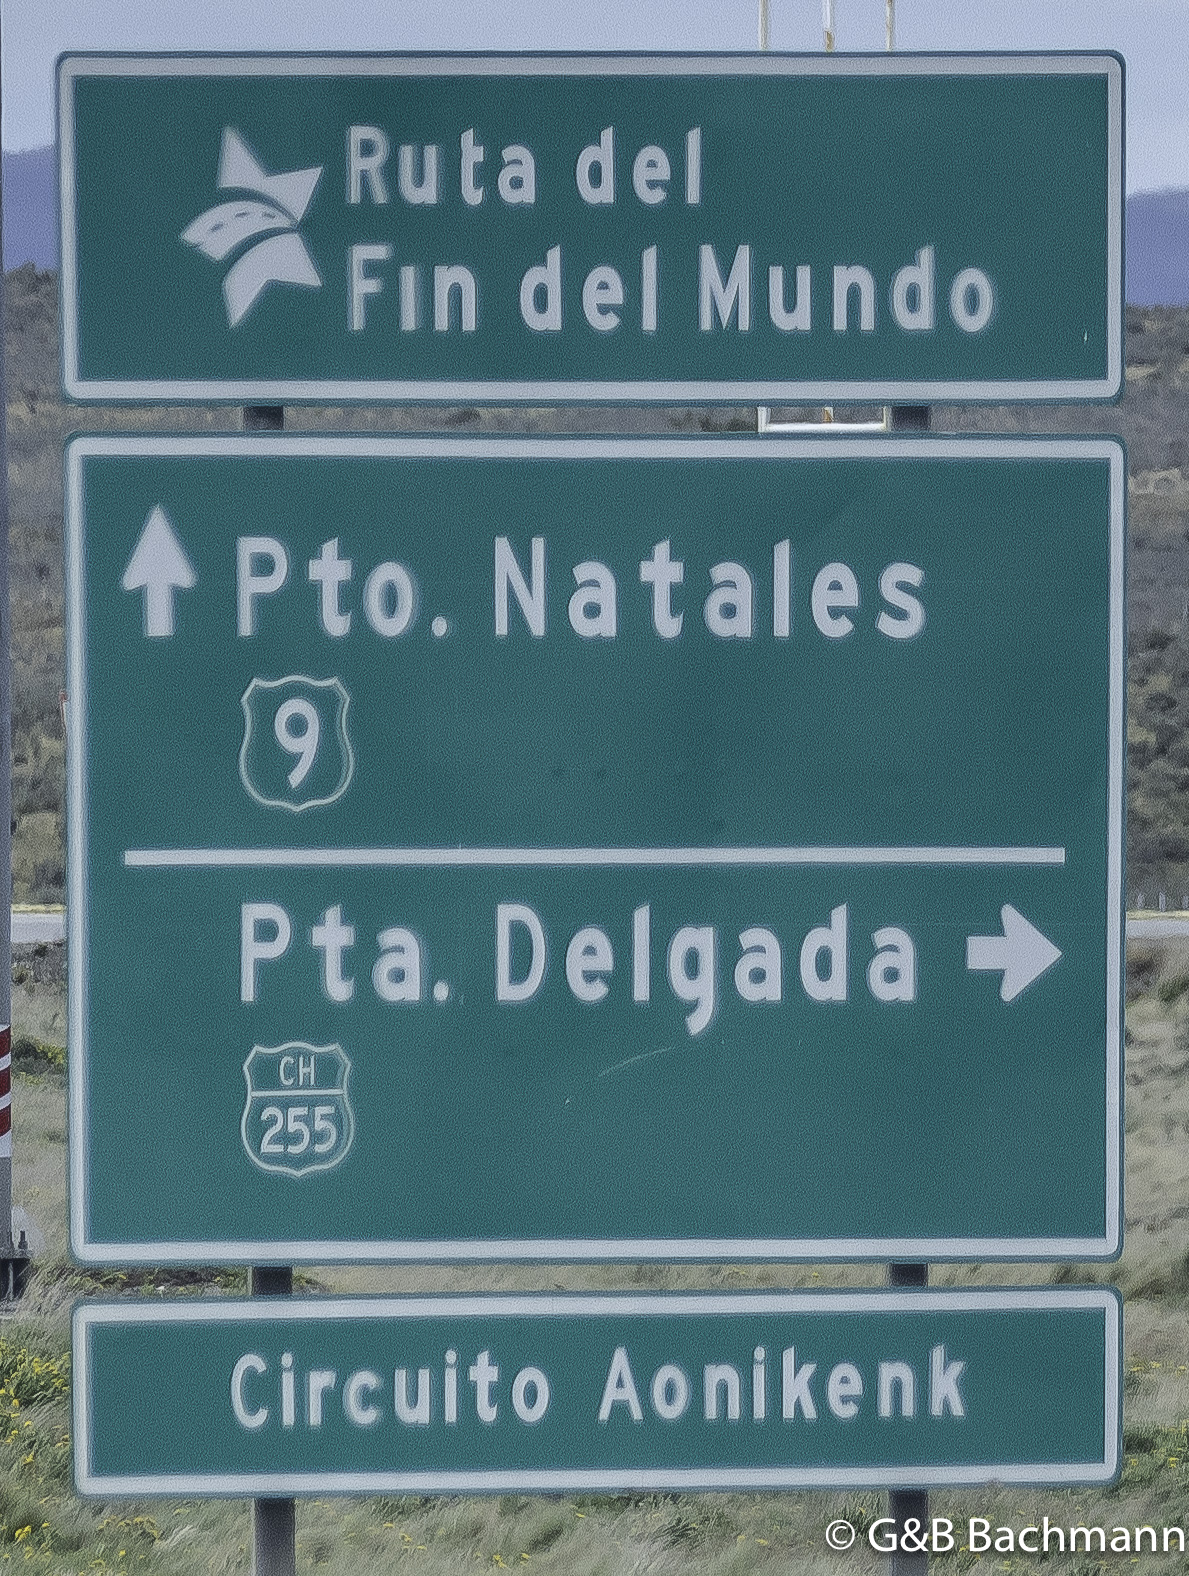 Ruta del
Fin del Mundo
Pto. Natales
9
Pta. Delgada
CH
255
Circuito Aonikenk
© G&B Bachmann